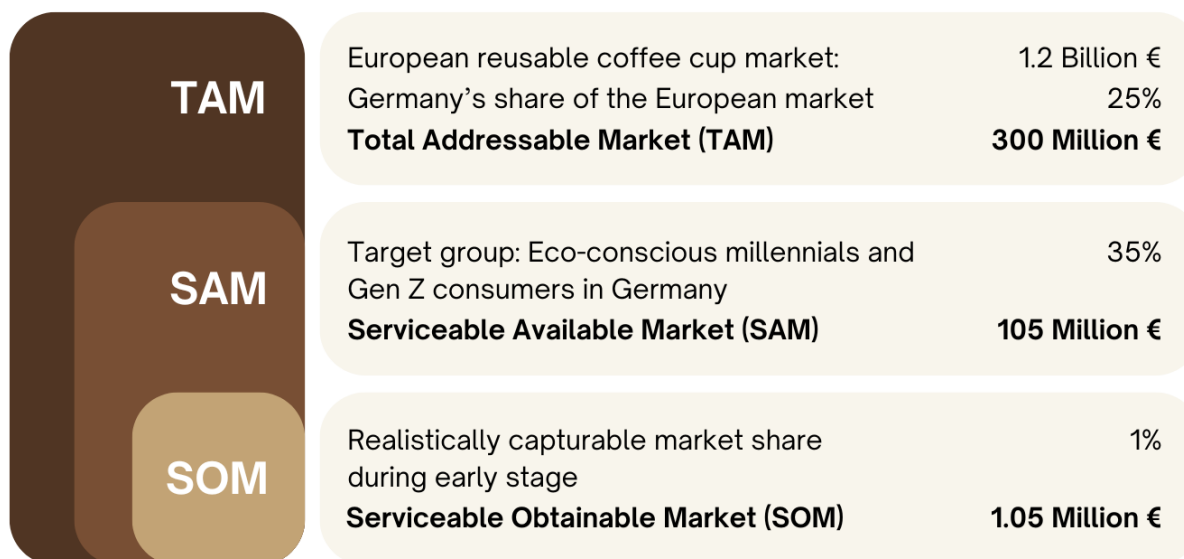 TAM
European reusable coffee cup market: 1.2 Billion €
Germany’s share of the European market 25%
Total Addressable Market (TAM) 300 Million €
SAM
Target group: Eco-conscious millennials and 35%
Gen Z consumers in Germany
Serviceable Available Market (SAM) 105 Million €
SOM
Realistically capturable market share 1%
during early stage
Serviceable Obtainable Market (SOM) 1.05 Million €